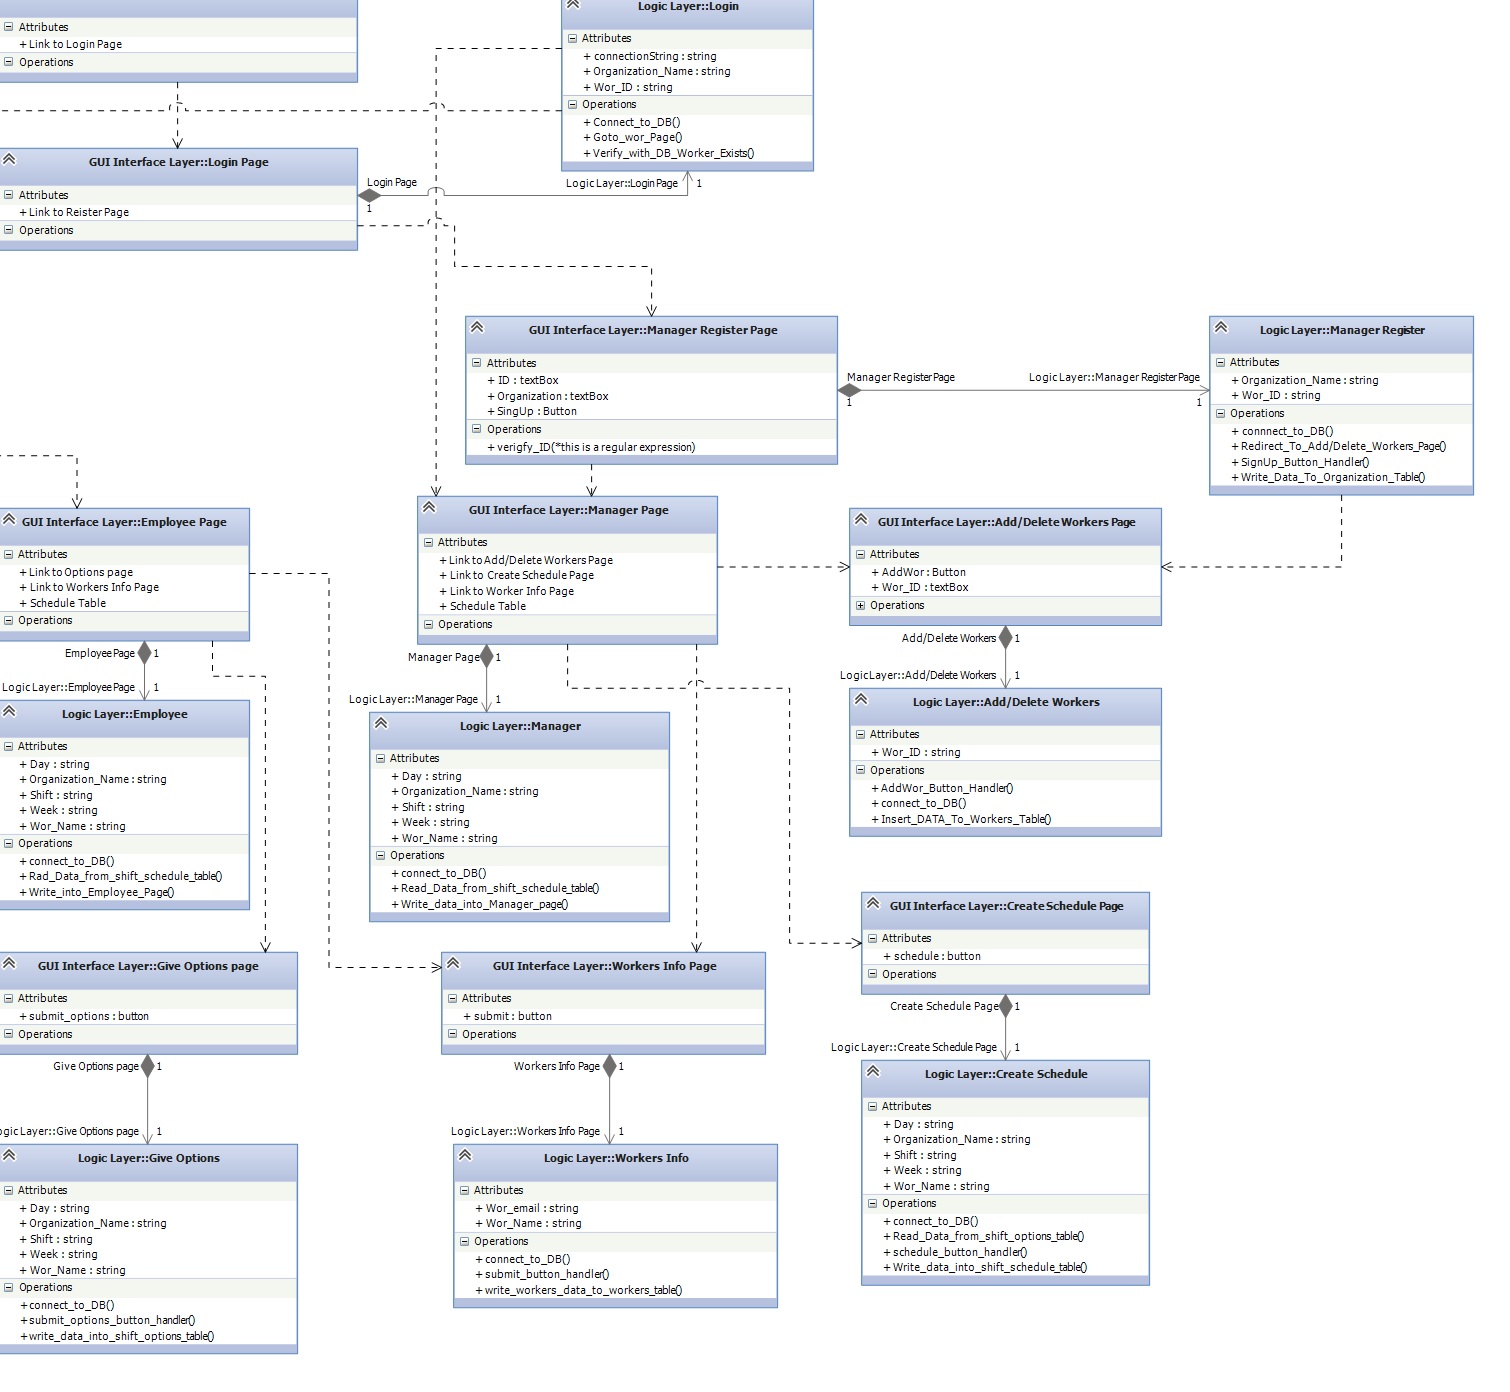 Attributes
+ Link to Login Page
Operations
Logic Layer::Login
Attributes
+ connectionString : string
+ Organization_Name : string
+ Wor_ID : string
Operations
+ Connect_to_DB()
+ Goto_wor_Page()
+ Verify_with_DB_Worker_Exists()
GUI Interface Layer::Login Page
Attributes
+ Link to Reister Page
Operations
Login Page
1
Logic Layer::Login Page
1
GUI Interface Layer::Manager Register Page
Attributes
+ ID : textBox
+ Organization : textBox
+ SingUp : Button
Operations
+ verigfy_ID(*this is a regular expression)
Manager Register Page
1
Logic Layer::Manager Register Page
1
Logic Layer::Manager Register
Attributes
+ Organization_Name : string
+ Wor_ID : string
Operations
+ connnect_to_DB()
+ Redirect_To_Add/Delete_Workers_Page()
+ SignUp_Button_Handler()
+ Write_Data_To_Organization_Table()
GUI Interface Layer::Employee Page
Attributes
+ Link to Options page
+ Link to Workers Info Page
+ Schedule Table
Operations
Employee Page
1
Logic Layer::Employee Page
1
GUI Interface Layer::Manager Page
Attributes
+ Link to Add/Delete Workers Page
+ Link to Create Schedule Page
+ Link to Worker Info Page
+ Schedule Table
Operations
Manager Page
1
Logic Layer::Manager Page
1
GUI Interface Layer::Add/Delete Workers Page
Attributes
+ AddWor : Button
+ Wor_ID : textBox
Operations
Add/Delete Workers
1
Logic Layer::Add/Delete Workers
1
Logic Layer::Employee
Attributes
+ Day : string
+ Organization_Name : string
+ Shift : string
+ Week : string
+ Wor_Name : string
Operations
+ connect_to_DB()
+ Rad_Data_from_shift_schedule_table()
+ Write_into_Employee_Page()
Logic Layer::Manager
Attributes
+ Day : string
+ Organization_Name : string
+ Shift : string
+ Week : string
+ Wor_Name : string
Operations
+ connect_to_DB()
+ Read_Data_from_shift_schedule_table()
+ Write_data_into_Manager_page()
Logic Layer::Add/Delete Workers
Attributes
+ Wor_ID : string
Operations
+ AddWor_Button_Handler()
+ connect_to_DB()
+ Insert_DATA_To_Workers_Table()
GUI Interface Layer::Create Schedule Page
Attributes
+ schedule : button
Operations
Create Schedule Page
1
Logic Layer::Create Schedule Page
1
GUI Interface Layer::Give Options page
Attributes
+ submit_options : button
Operations
Give Options page
1
ogic Layer::Give Options page
1
GUI Interface Layer::Workers Info Page
Attributes
+ submit : button
Operations
Workers Info Page
1
Logic Layer::Workers Info Page
1
Logic Layer::Create Schedule
Attributes
+ Day : string
+ Organization_Name : string
+ Shift : string
+ Week : string
+ Wor_Name : string
Operations
+ connect_to_DB()
+ Read_Data_from_shift_options_table()
+ schedule_button_handler()
+ Write_data_into_shift_schedule_table()
Logic Layer::Give Options
Attributes
+ Day : string
+ Organization_Name : string
+ Shift : string
+ Week : string
+ Wor_Name : string
Operations
+ connect_to_DB()
+ submit_options_button_handler()
+ write_data_into_shift_options_table()
Logic Layer::Workers Info
Attributes
+ Wor_email : string
+ Wor_Name : string
Operations
+ connect_to_DB()
+ submit_button_handler()
+ write_workers_data_to_workers_table()